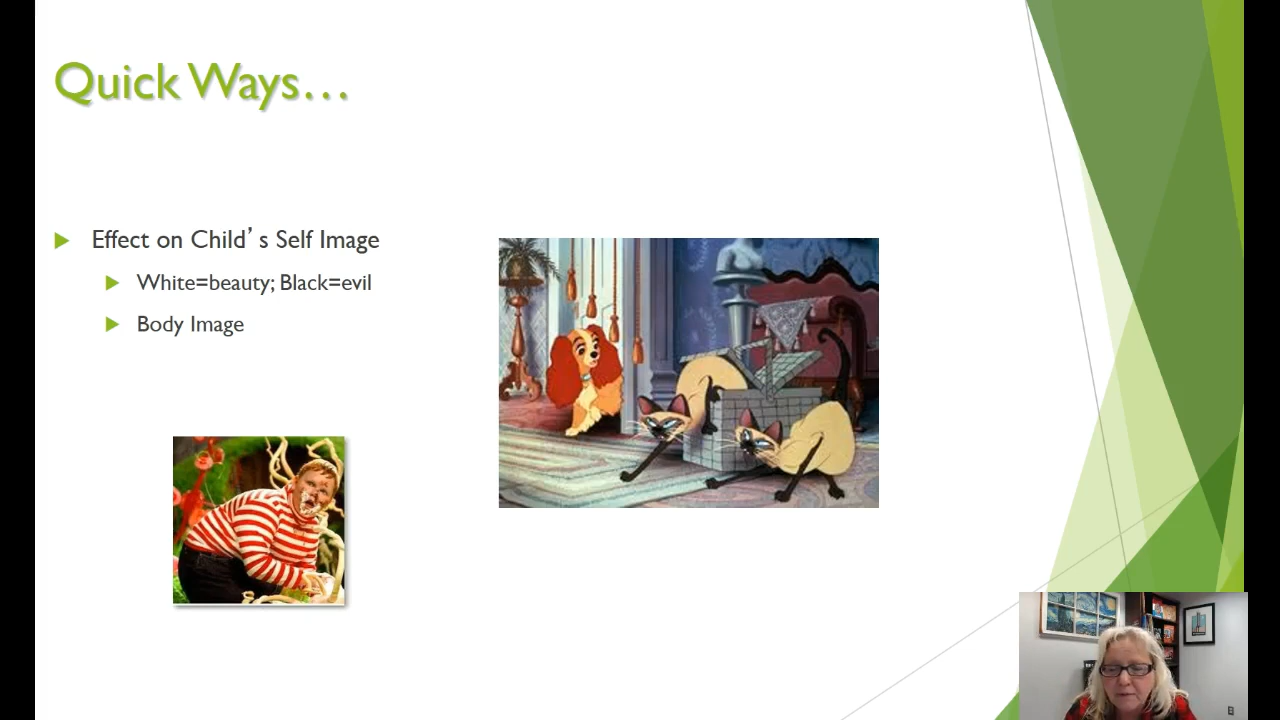 Quick Ways…
Effect on Child’s Self Image
White=beauty; Black=evil
Body Image